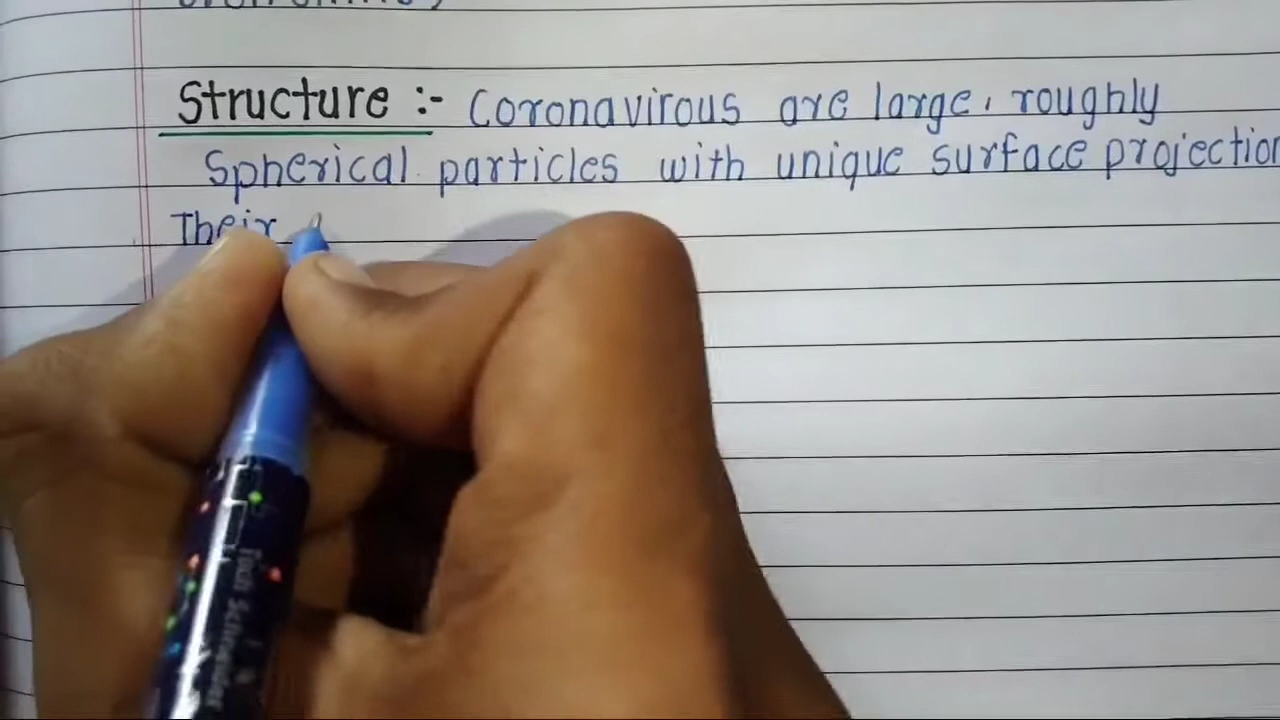 Structure :- Coronavirous are large, roughly
Spherical particles with unique surface projection
Their